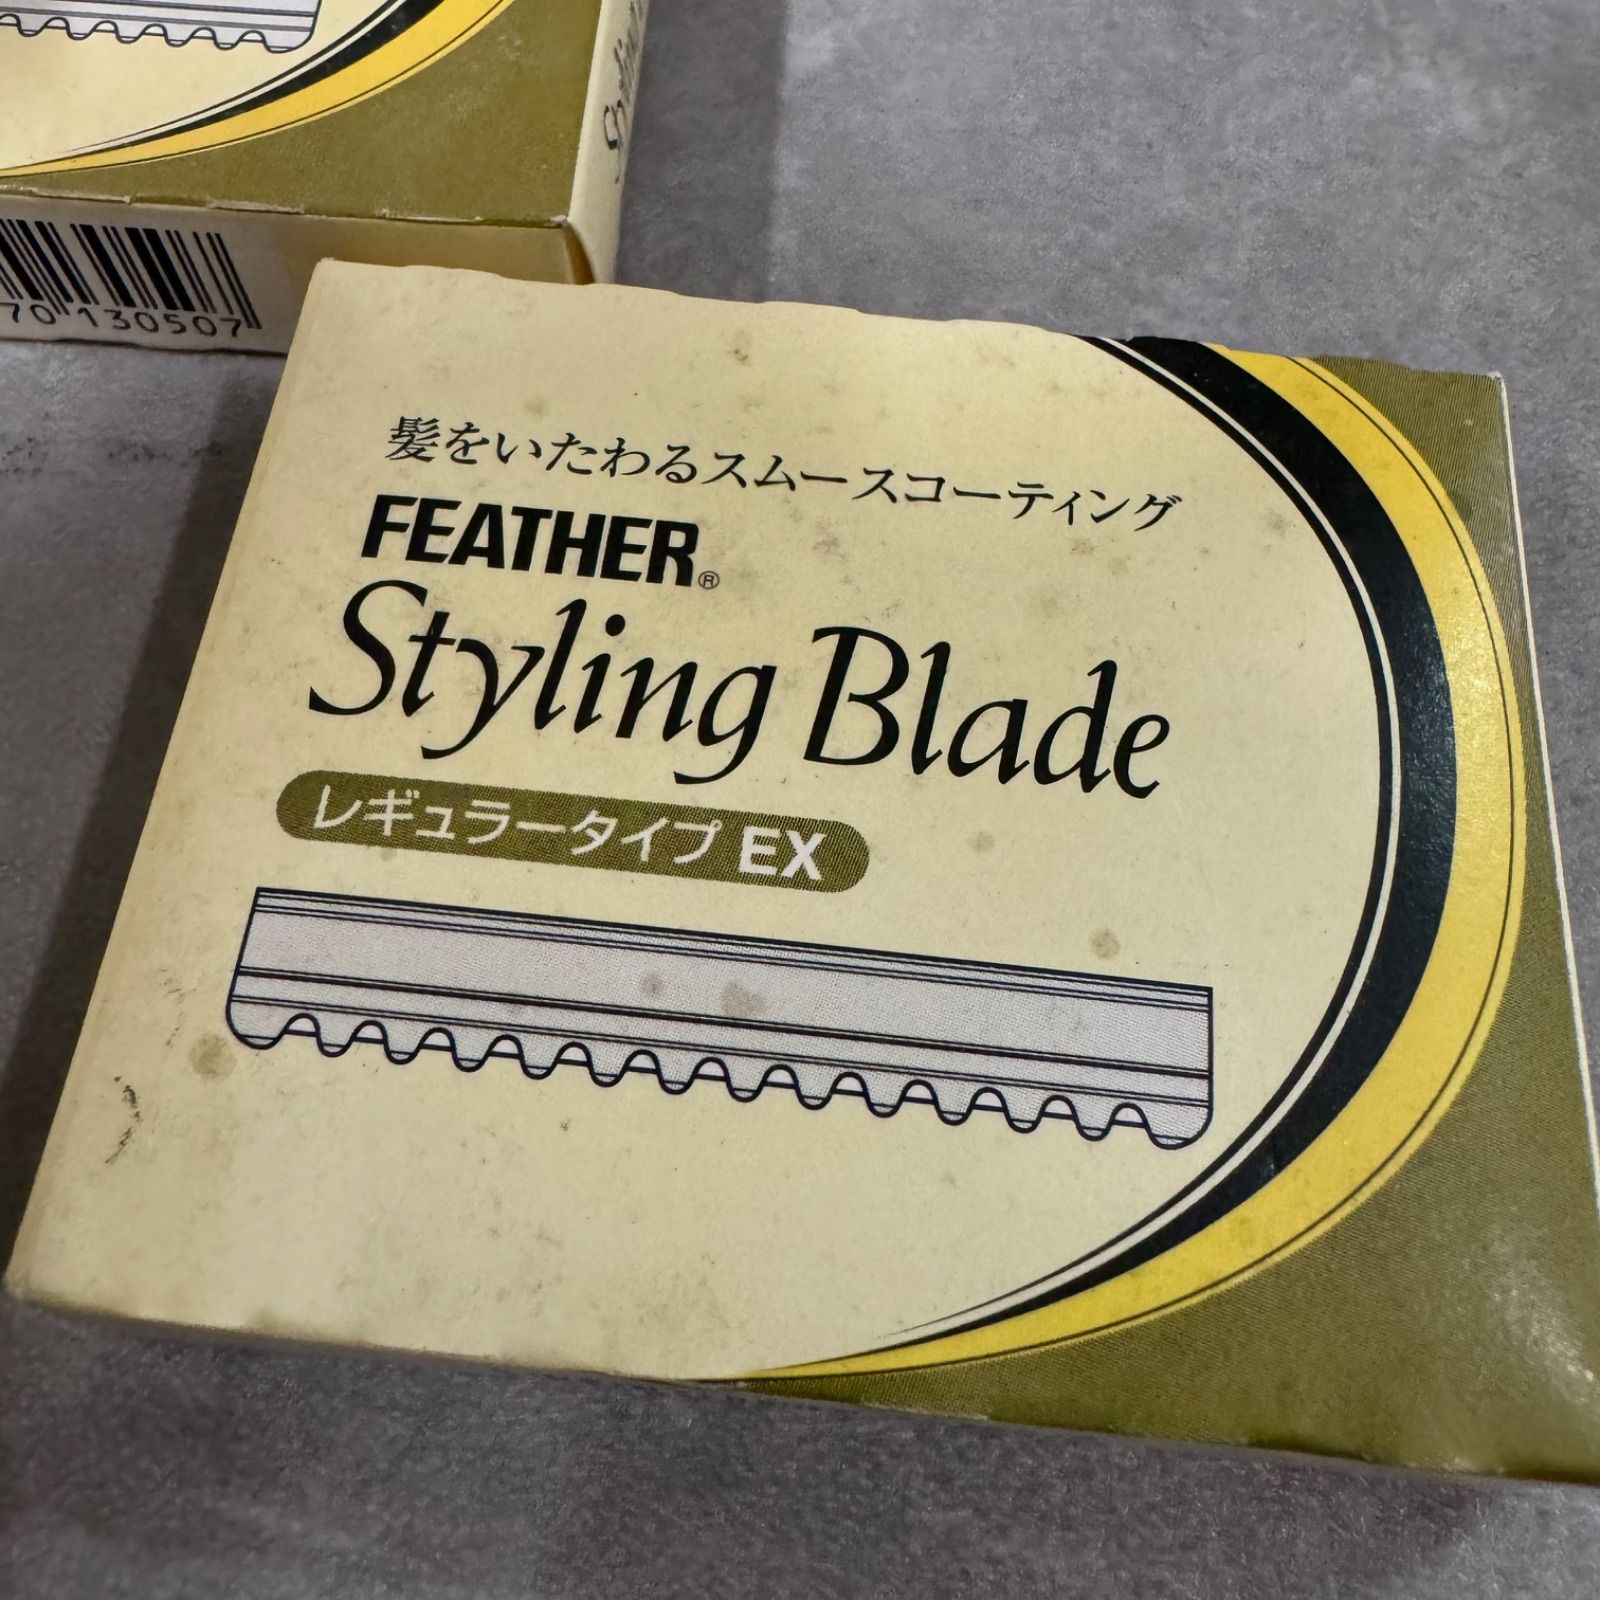 70 130507
髪をいたわるスムースコーティング
FEATHER®
Styling Blade
レギュラータイプ EX